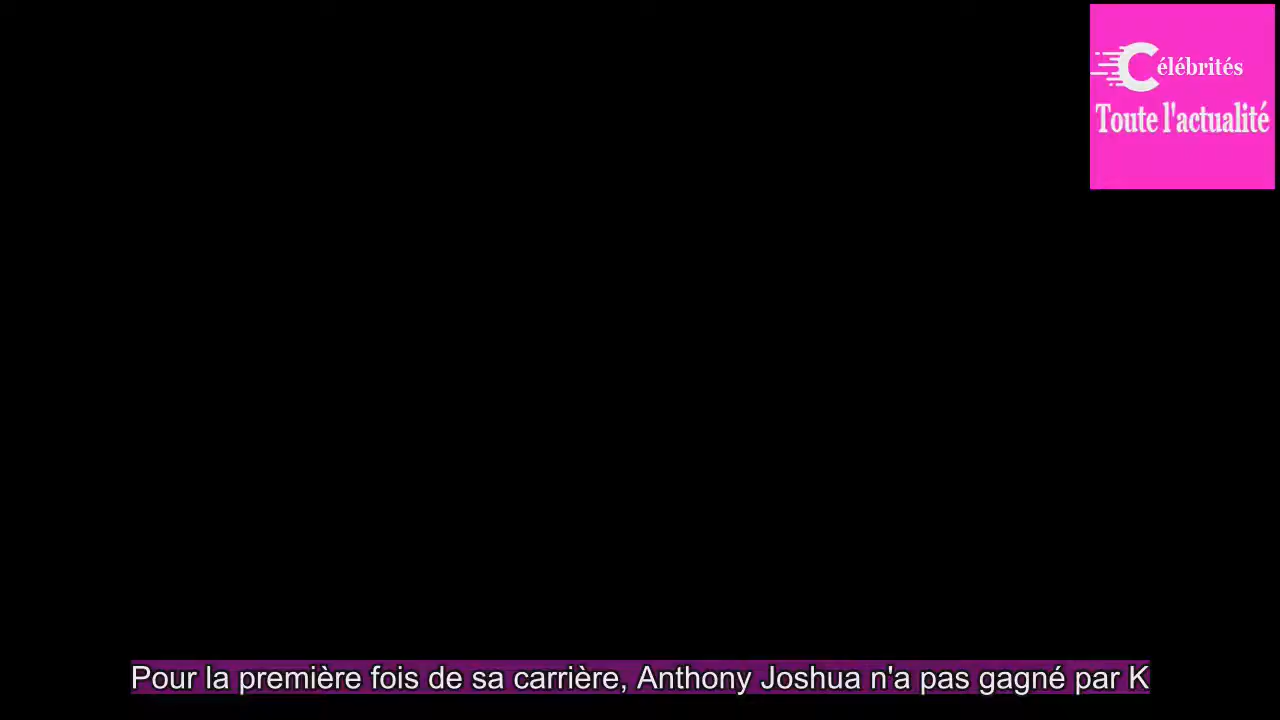 Célébrités
Toute l'actualité
Pour la première fois de sa carrière, Anthony Joshua n'a pas gagné par K